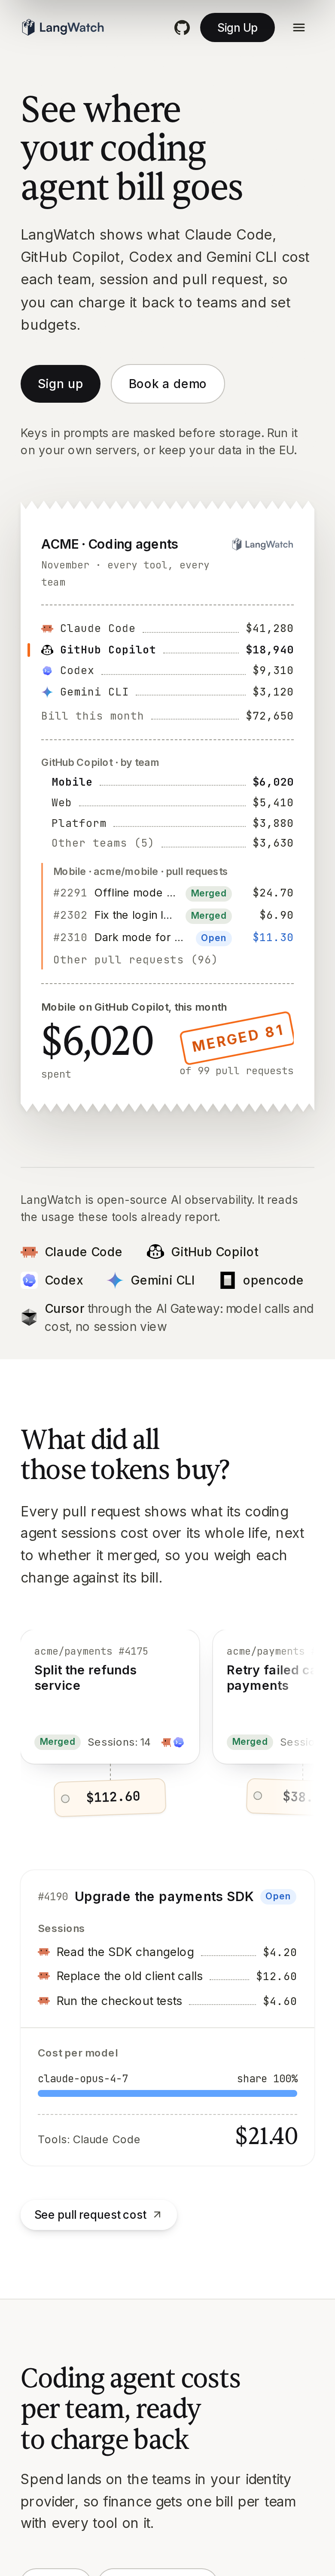 LangWatch
Sign Up
See where
your coding
agent bill goes
LangWatch shows what Claude Code,
GitHub Copilot, Codex and Gemini CLI cost
each team, session and pull request, so
you can charge it back to teams and set
budgets.
Sign up
Book a demo
Keys in prompts are masked before storage. Run it
on your own servers, or keep your data in the EU.
ACME · Coding agents
LangWatch
November · every tool, every
team
Claude Code $41,280
GitHub Copilot $18,940
Codex $9,310
Gemini CLI $3,120
Bill this month $72,650
GitHub Copilot · by team
Mobile $6,020
Web $5,410
Platform $3,880
Other teams (5) $3,630
Mobile · acme/mobile · pull requests
#2291 Offline mode ... Merged $24.70
#2302 Fix the login l... Merged $6.90
#2310 Dark mode for ... Open $11.30
Other pull requests (96)
Mobile on GitHub Copilot, this month
$6,020
MERGED 81
spent
of 99 pull requests
LangWatch is open-source AI observability. It reads
the usage these tools already report.
Claude Code GitHub Copilot
Codex Gemini CLI opencode
Cursor through the AI Gateway: model calls and
cost, no session view
What did all
those tokens buy?
Every pull request shows what its coding
agent sessions cost over its whole life, next
to whether it merged, so you weigh each
change against its bill.
acme/payments #4175
Split the refunds
service
Merged Sessions: 14
$112.60
acme/payments
Retry failed ca
payments
Merged Sessio
$38.
#4190 Upgrade the payments SDK Open
Sessions
Read the SDK changelog $4.20
Replace the old client calls $12.60
Run the checkout tests $4.60
Cost per model
claude-opus-4-7 share 100%
Tools: Claude Code $21.40
See pull request cost
Coding agent costs
per team, ready
to charge back
Spend lands on the teams in your identity
provider, so finance gets one bill per team
with every tool on it.